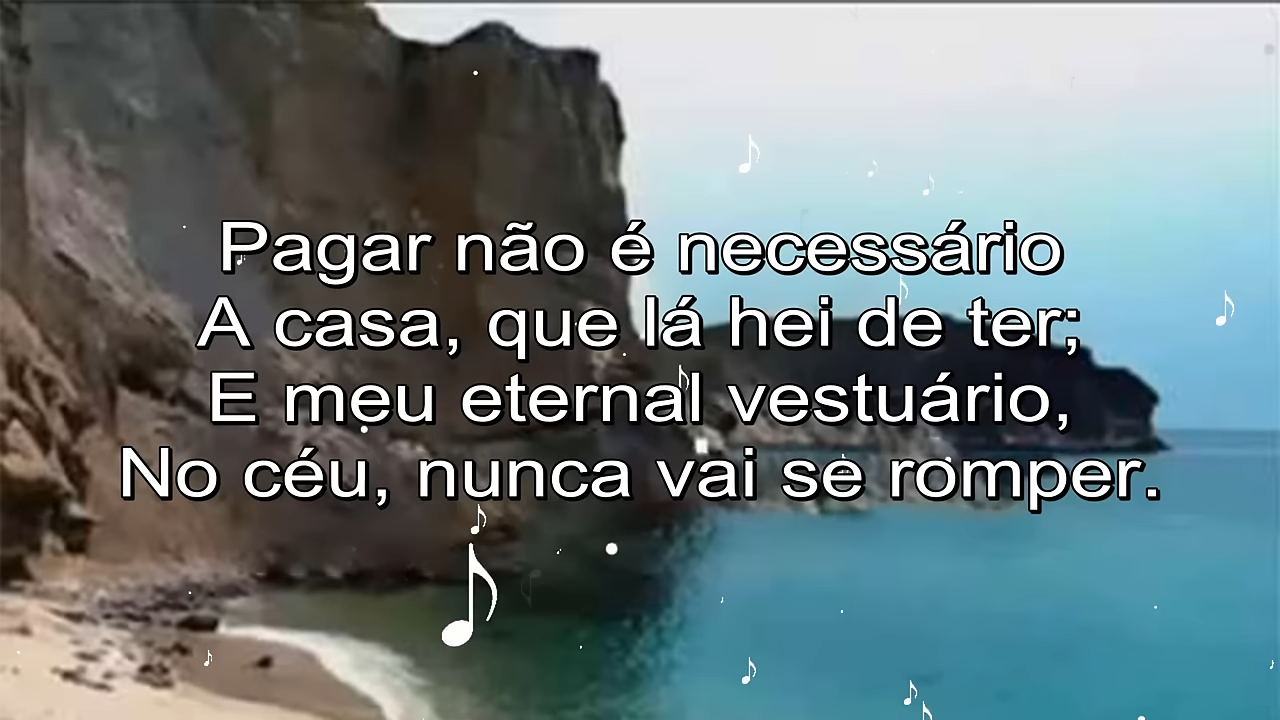 Pagar não é necessário
A casa, que lá hei de ter;
E meu eternal vestuário,
No céu, nunca vai se romper.